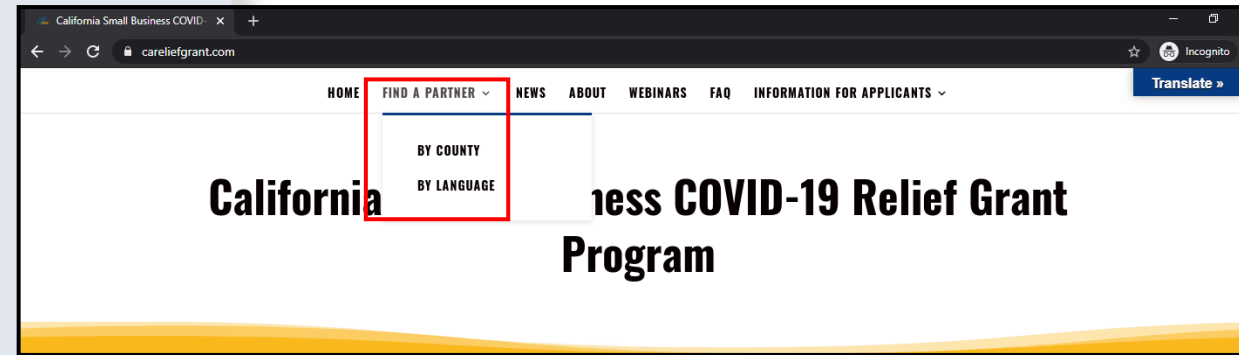 California Small Business COVID-
careliefgrant.com
Incognito
Translate »
HOME FIND A PARTNER NEWS ABOUT WEBINARS FAQ INFORMATION FOR APPLICANTS
BY COUNTY
BY LANGUAGE
California ness COVID-19 Relief Grant
Program